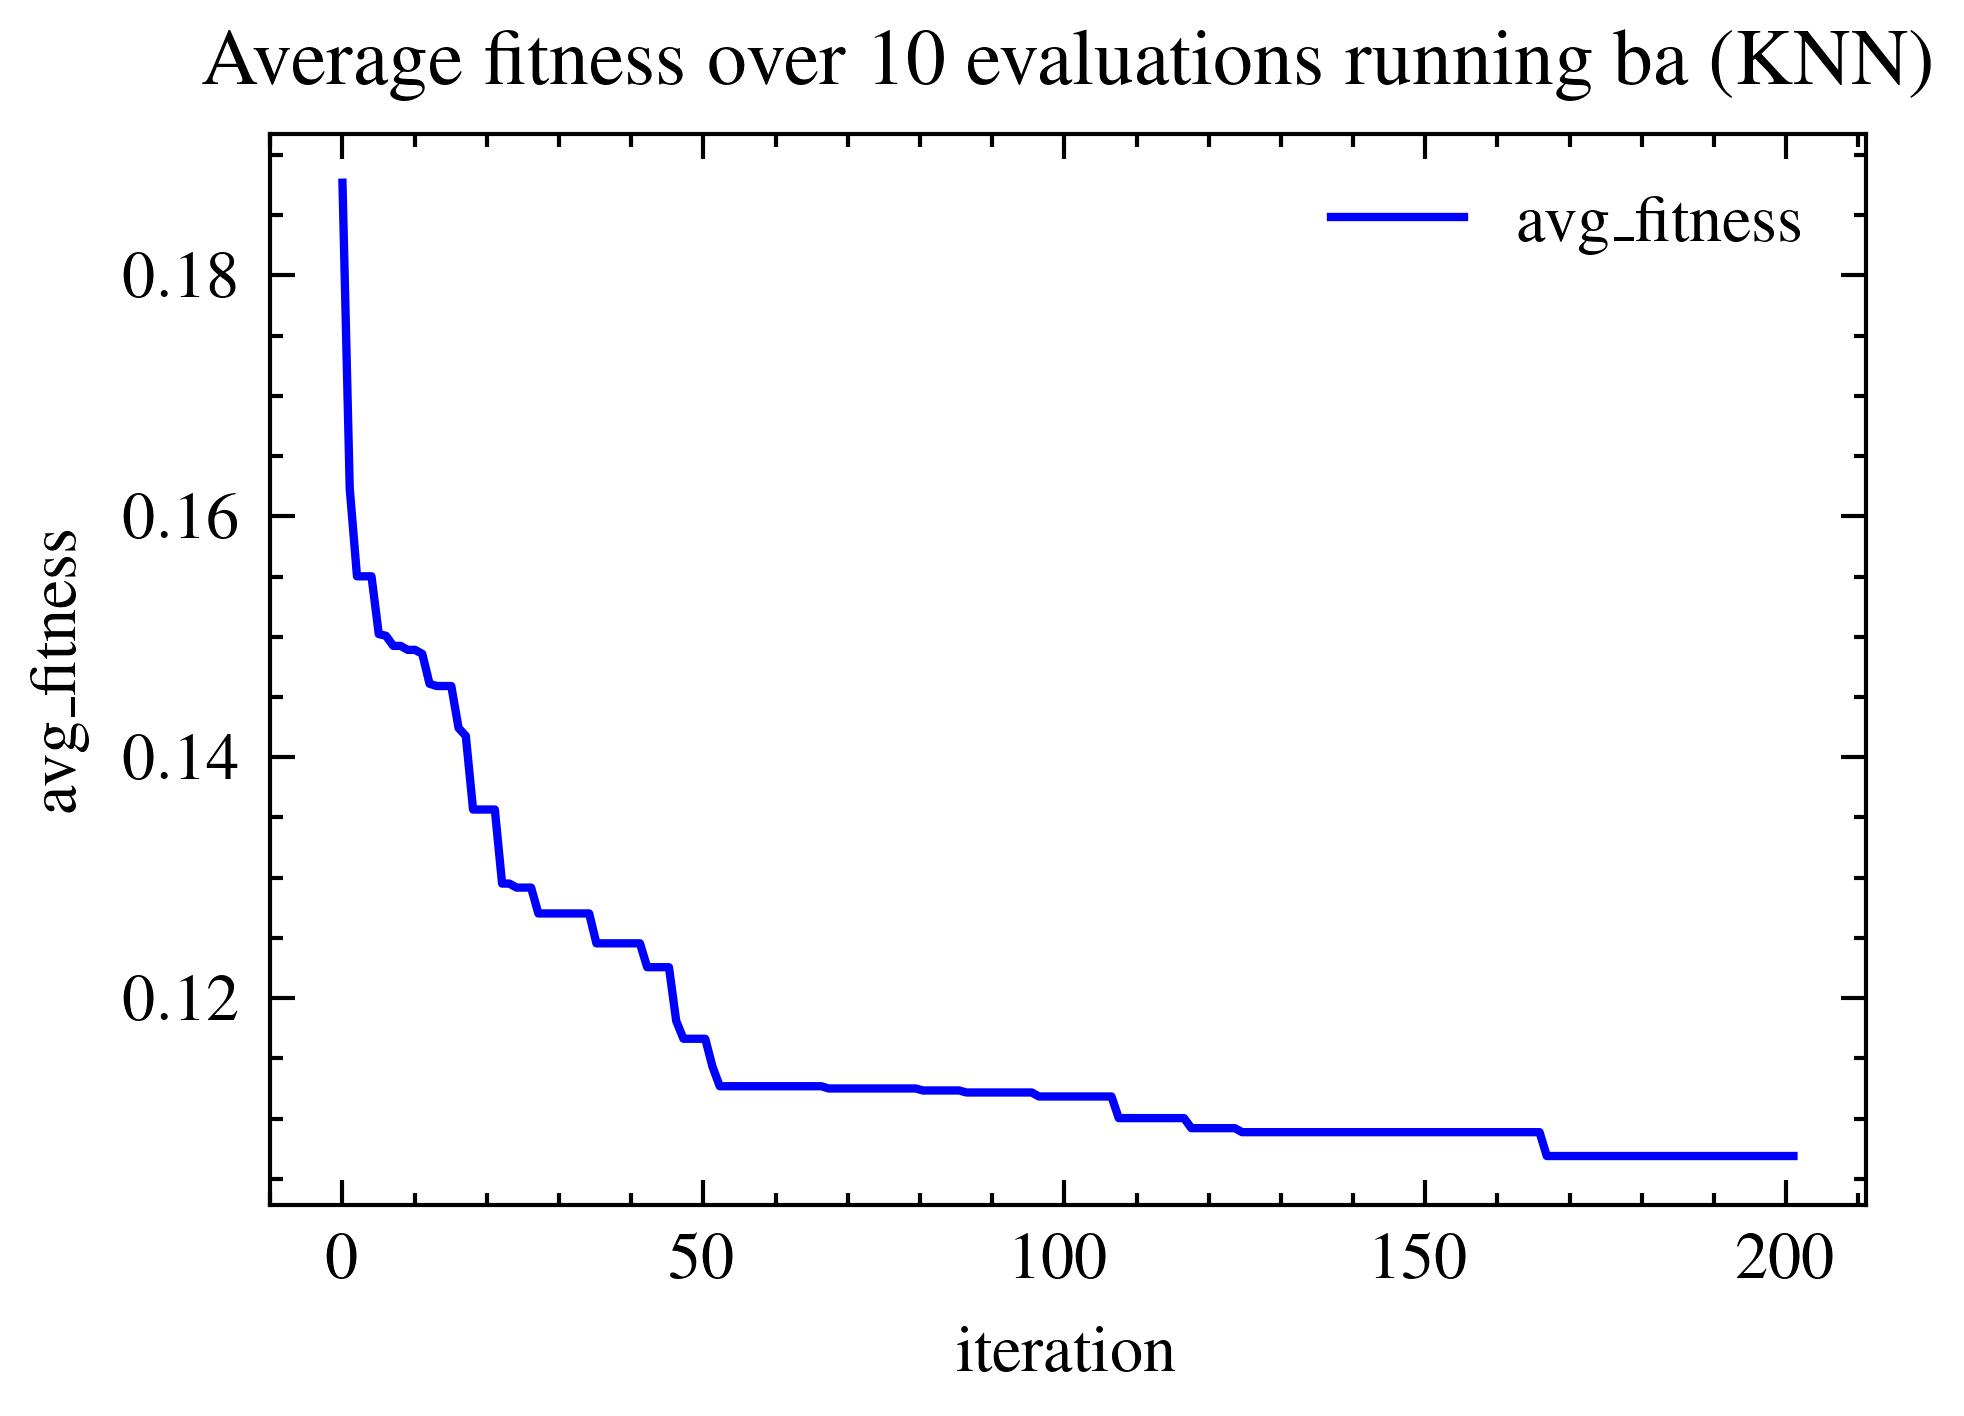 Average fitness over 10 evaluations running ba (KNN)
avg_fitness
0.18
0.16
0.14
0.12
avg_fitness
0 50 100 150 200
iteration